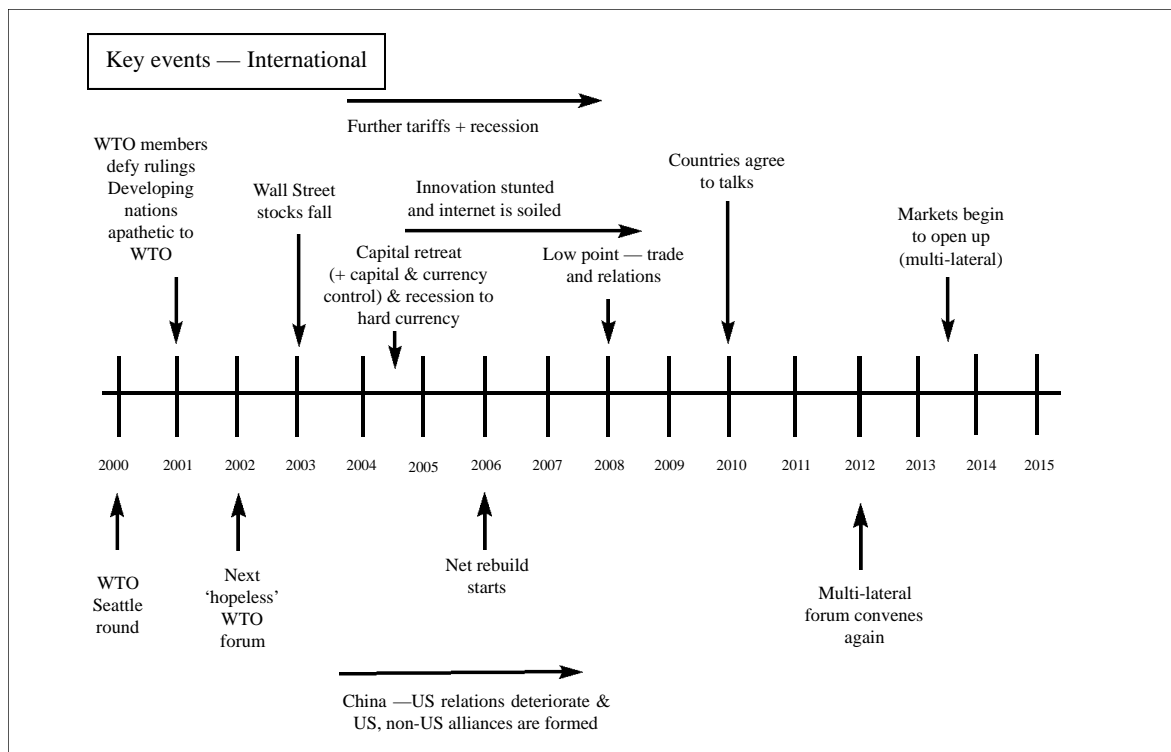 Key events — International
Further tariffs + recession
WTO members
defy rulings
Developing
nations
apathetic to
WTO
Wall Street
stocks fall
Innovation stunted
and internet is soiled
Capital retreat
(+ capital & currency
control) & recession to
hard currency
Low point — trade
and relations
Countries agree
to talks
Markets begin
to open up
(multi-lateral)
2000 2001 2002 2003 2004 2005 2006 2007 2008 2009 2010 2011 2012 2013 2014 2015
WTO
Seattle
round
Next
‘hopeless’
WTO
forum
Net rebuild
starts
Multi-lateral
forum convenes
again
China —US relations deteriorate &
US, non-US alliances are formed